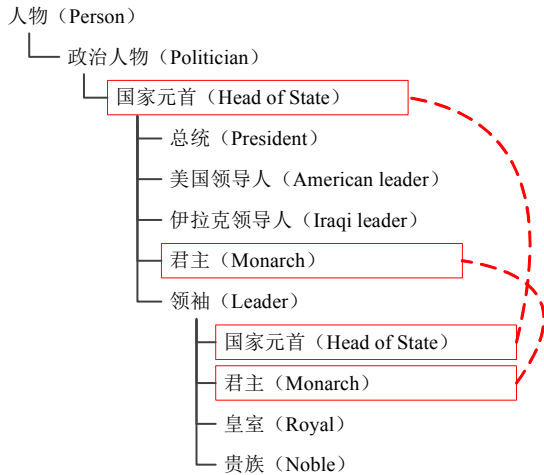 人物（Person）
政治人物（Politician）
国家元首（Head of State）
总统（President）
美国领导人（American leader）
伊拉克领导人（Iraqi leader）
君主（Monarch）
领袖（Leader）
国家元首（Head of State）
君主（Monarch）
皇室（Royal）
贵族（Noble）